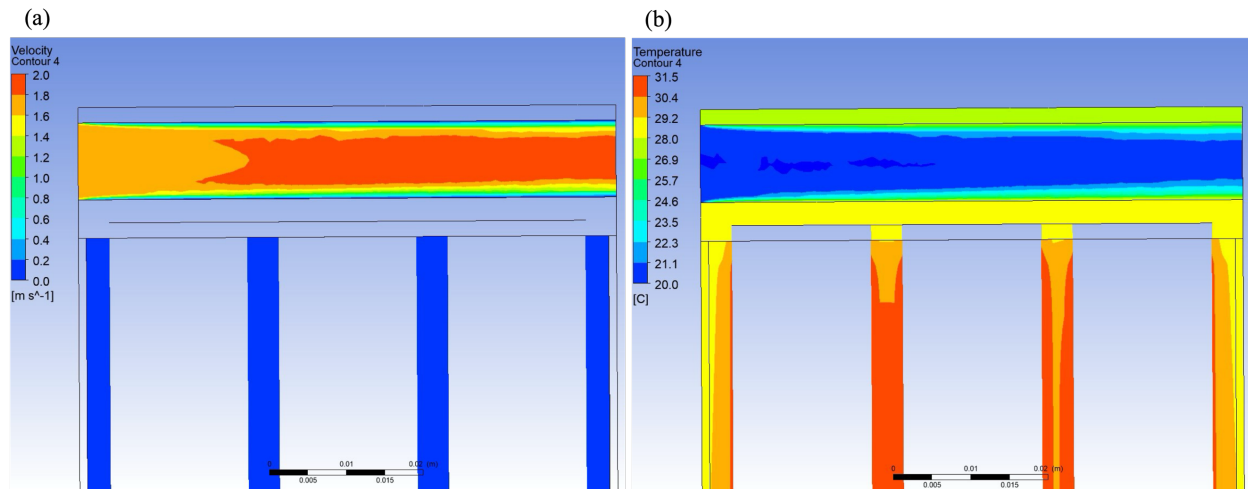 (a)
(b)
Velocity
Contour 4
2.0
1.8
1.6
1.4
1.2
1.0
0.8
0.6
0.4
0.2
0.0
[m s^-1]
0 0.01 0.02 (m)
0.005 0.015
Temperature
Contour 4
31.5
30.4
29.2
28.0
26.9
25.7
24.6
23.5
22.3
21.1
20.0
[C]
0 0.01 0.02 (m)
0.005 0.015